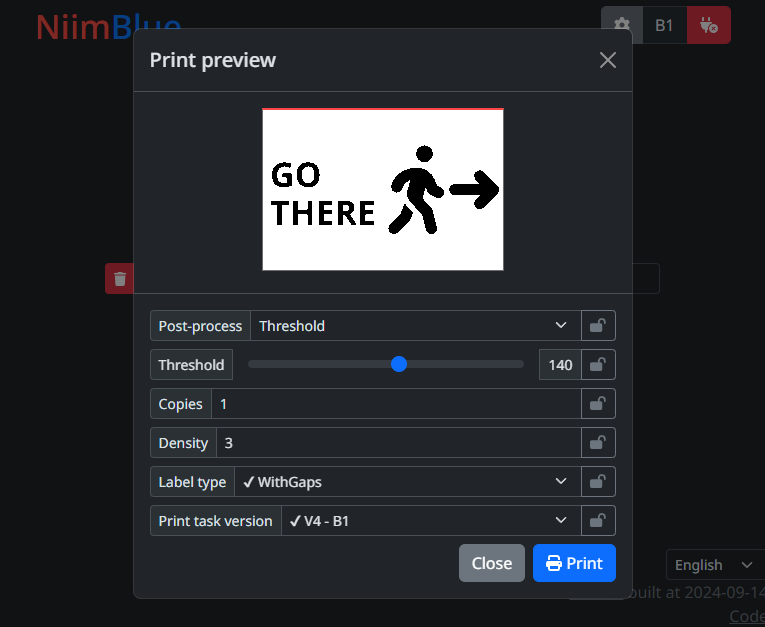 NiimBlue
B1
Print preview
GO
THERE
Post-process Threshold
Threshold 140
Copies 1
Density 3
Label type ✓ WithGaps
Print task version ✓ V4 - B1
Close Print
English
built at 2024-09-14
Code